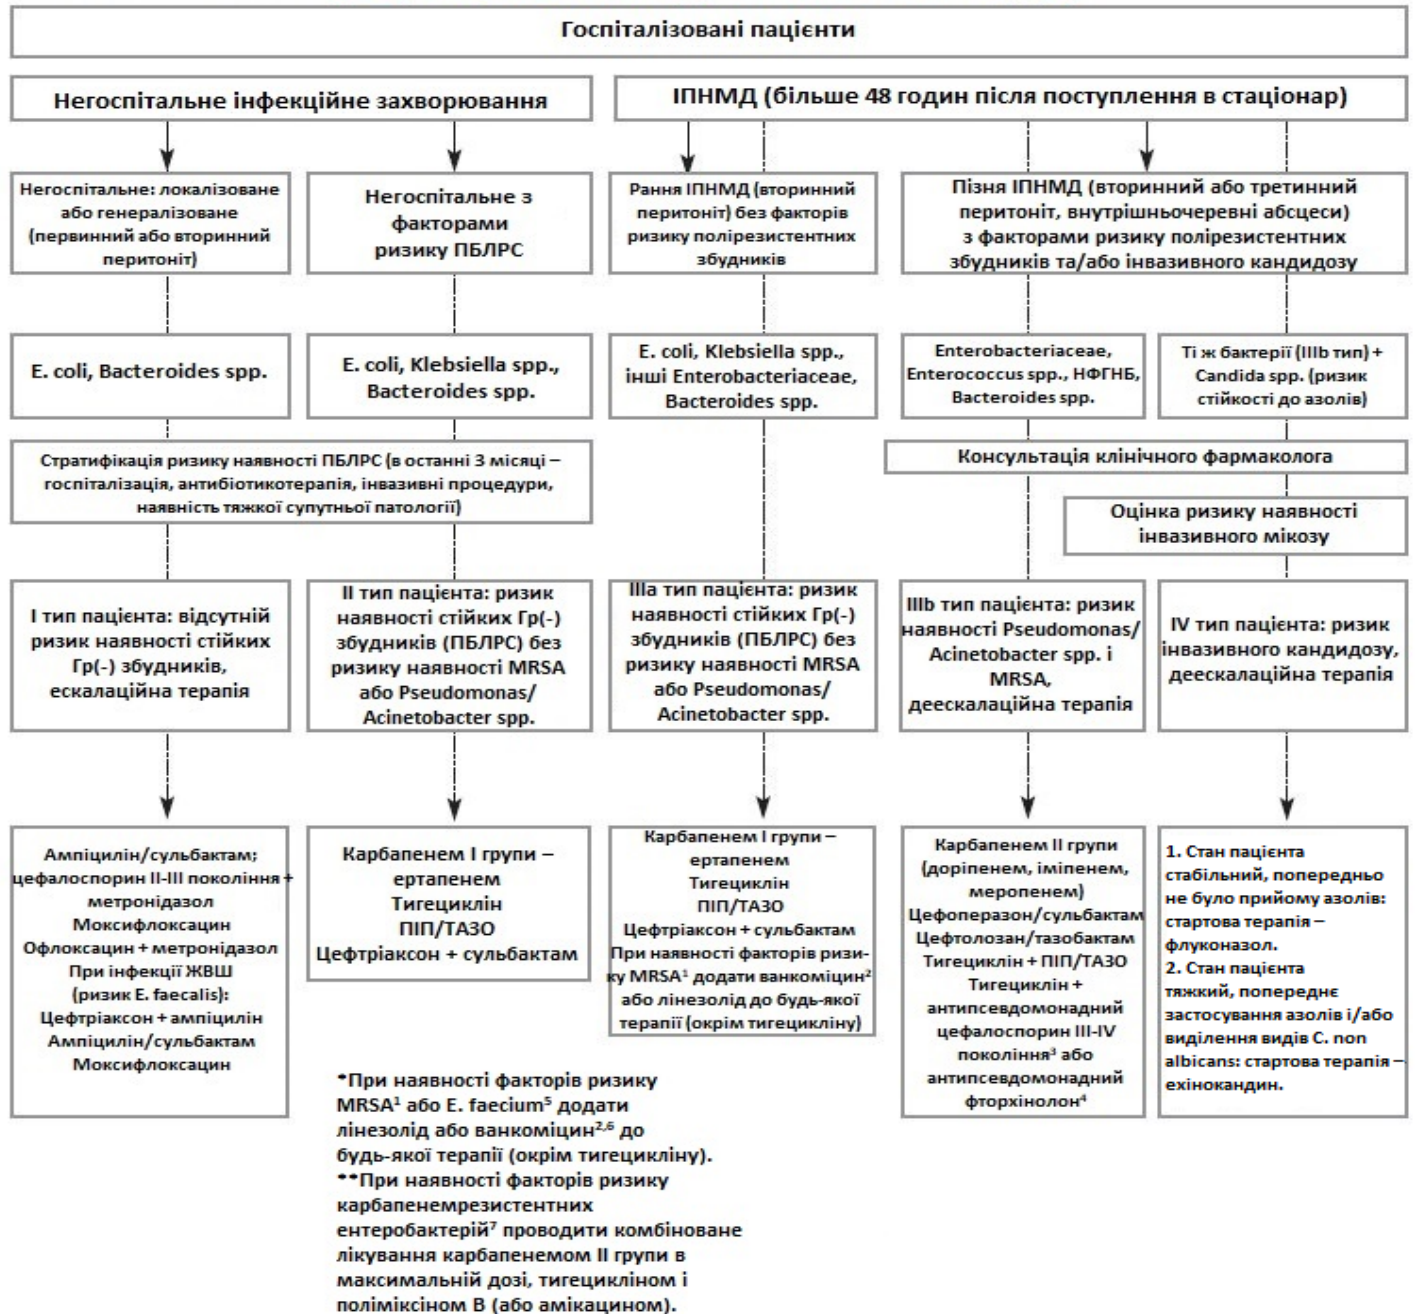 Госпіталізовані пацієнти
Негоспітальне інфекційне захворювання
ІПНМД (більше 48 годин після поступлення в стаціонар)
Негоспітальне: локалізоване
або генералізоване
(первинний або вторинний
перитоніт)
Негоспітальне з
факторами
ризику ПБЛРС
Рання ІПНМД (вторинний
перитоніт) без факторів
ризику полірезистентних
збудників
Пізня ІПНМД (вторинний або третинний
перитоніт, внутрішньочеревні абсцеси)
з факторами ризику полірезистентних
збудників та/або інвазивного кандидозу
E. coli, Bacteroides spp.
E. coli, Klebsiella spp.,
Bacteroides spp.
E. coli, Klebsiella spp.,
інші Enterobacteriaceae,
Bacteroides spp.
Enterobacteriaceae,
Enterococcus spp., НФГНБ,
Bacteroides spp.
Ті ж бактерії (IIIb тип) +
Candida spp. (ризик
стійкості до азолів)
Стратифікація ризику наявності ПБЛРС (в останні 3 місяці –
госпіталізація, антибіотикотерапія, інвазивні процедури,
наявність тяжкої супутньої патології)
Консультація клінічного фармаколога
Оцінка ризику наявності
інвазивного мікозу
I тип пацієнта: відсутній
ризик наявності стійких
Гр(-) збудників,
ескалаційна терапія
II тип пацієнта: ризик
наявності стійких Гр(-)
збудників (ПБЛРС) без
ризику наявності MRSA
або Pseudomonas/
Acinetobacter spp.
IIIa тип пацієнта: ризик
наявності стійких Гр(-)
збудників (ПБЛРС) без
ризику наявності MRSA
або Pseudomonas/
Acinetobacter spp.
IIIb тип пацієнта: ризик
наявності Pseudomonas/
Acinetobacter spp. і
MRSA,
деескалаційна терапія
IV тип пацієнта: ризик
інвазивного кандидозу,
деескалаційна терапія
Ампіцилін/сульбактам;
цефалоспорин II-III покоління +
метронідазол
Моксифлоксацин
Офлоксацин + метронідазол
При інфекції ЖВШ
(ризик E. faecalis):
Цефтріаксон + ампіцилін
Ампіцилін/сульбактам
Моксифлоксацин
Карбапенем I групи –
ертапенем
Тигециклін
ПІП/ТАЗО
Цефтріаксон + сульбактам
Карбапенем I групи –
ертапенем
Тигециклін
ПІП/ТАЗО
Цефтріаксон + сульбактам
При наявності факторів ризи-
ку MRSA¹ додати ванкоміцин²
або лінезолід до будь-якої
терапії (окрім тигецикліну)
Карбапенем II групи
(доріпенем, іміпенем,
меропенем)
Цефоперазон/сульбактам
Цефтолозан/тазобактам
Тигециклін + ПІП/ТАЗО
Тигециклін +
антипсевдомонадний
цефалоспорин III-IV
покоління³ або
антипсевдомонадний
фторхінолон⁴
1. Стан пацієнта
стабільний, попередньо
не було прийому азолів:
стартова терапія –
флуконазол.
2. Стан пацієнта
тяжкий, попереднє
застосування азолів і/або
виділення видів C. non
albicans: стартова терапія –
ехінокандин.
*При наявності факторів ризику
MRSA¹ або E. faecium⁵ додати
лінезолід або ванкоміцин²,⁶ до
будь-якої терапії (окрім тигецикліну).
**При наявності факторів ризику
карбапенемрезистентних
ентеробактерій⁷ проводити комбіноване
лікування карбапенемом II групи в
максимальній дозі, тигецикліном і
поліміксіном В (або амікацином).